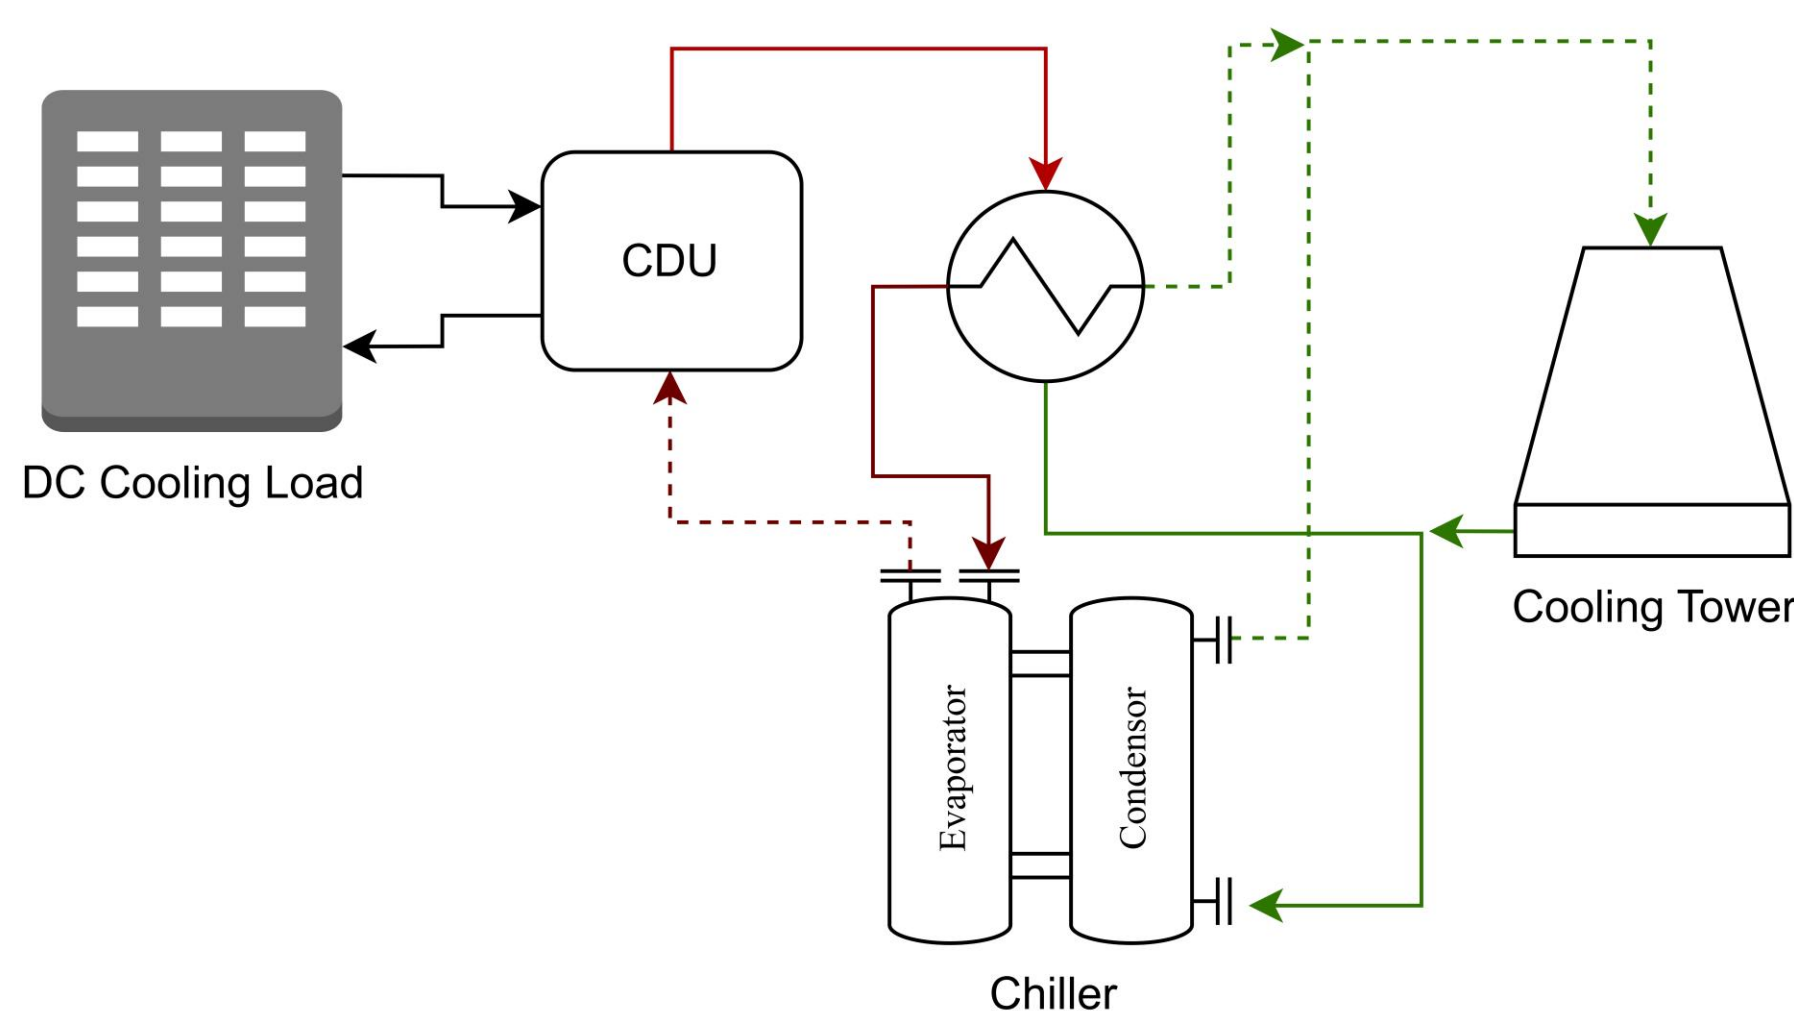 CDU
DC Cooling Load
Cooling Tower
Evaporator
Condensor
Chiller